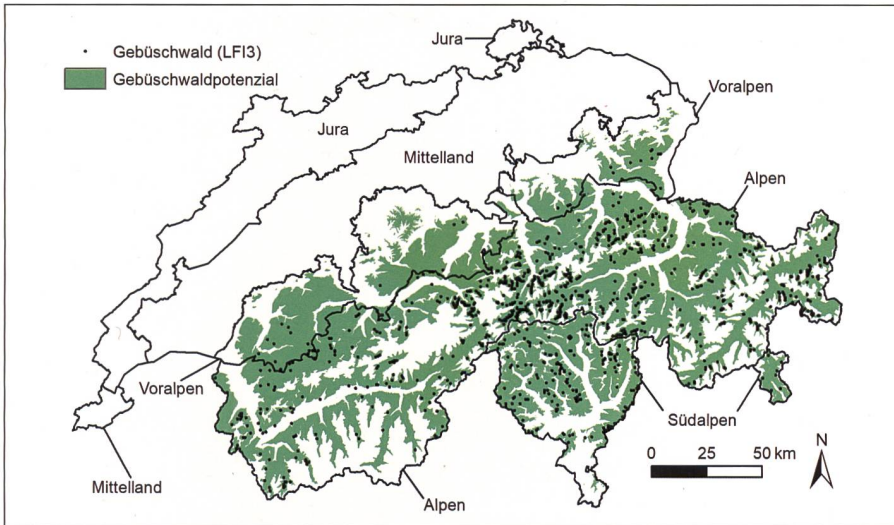 Gebüschwald (LFI3)
Gebüschwaldpotenzial
Jura
Jura
Voralpen
Mittelland
Alpen
Voralpen
Südalpen
0 25 50 km
N
Mittelland
Alpen